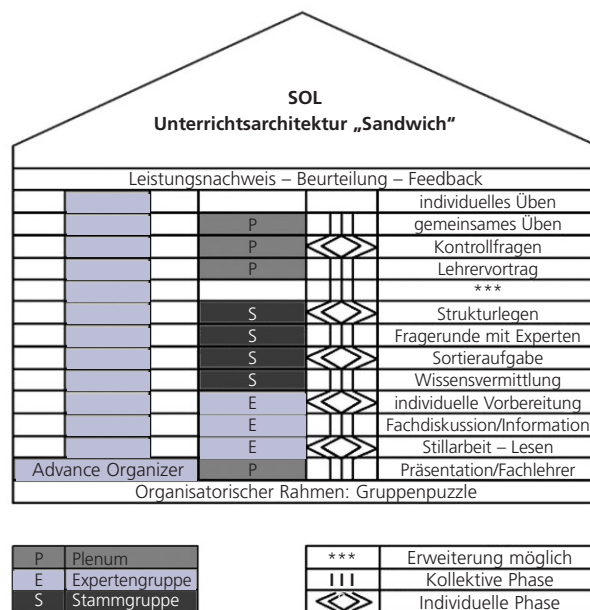 SOL
Unterrichtsarchitektur „Sandwich“
Leistungsnachweis – Beurteilung – Feedback
individuelles Üben
P gemeinsames Üben
P Kontrollfragen
P Lehrervortrag
***
S Strukturlegen
S Fragerunde mit Experten
S Sortieraufgabe
S Wissensvermittlung
E individuelle Vorbereitung
E Fachdiskussion/Information
E Stillarbeit – Lesen
Advance Organizer P Präsentation/Fachlehrer
Organisatorischer Rahmen: Gruppenpuzzle
P Plenum
E Expertengruppe
S Stammgruppe
*** Erweiterung möglich
Kollektive Phase
Individuelle Phase